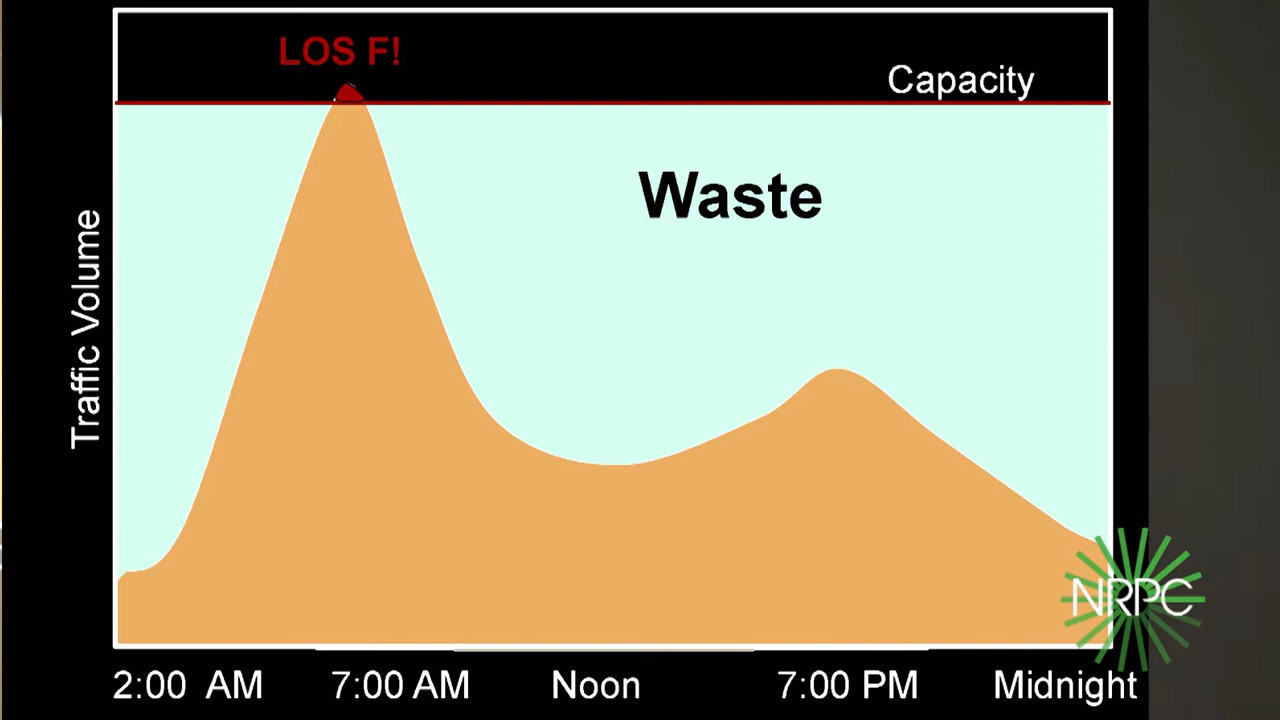 LOS F!
Capacity
Waste
Traffic Volume
2:00 AM
7:00 AM
Noon
7:00 PM
Midnight
NRPC